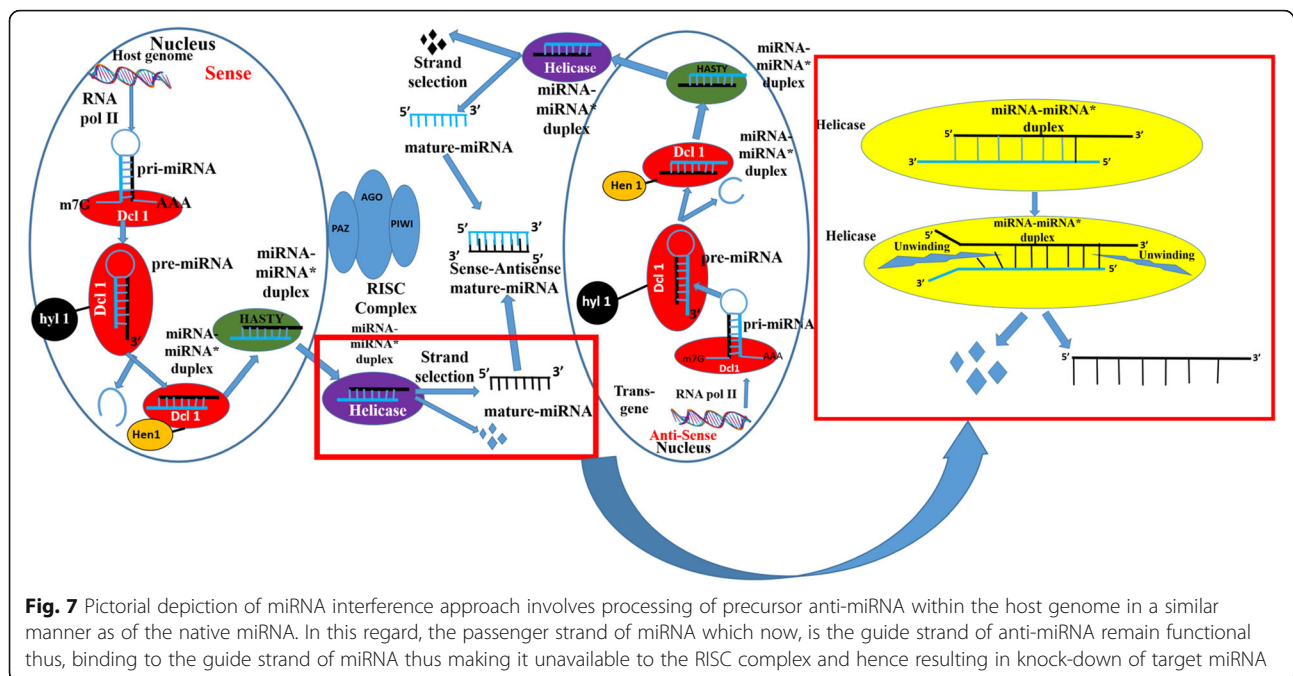 Nucleus
Host genome
Sense
RNA
pol II
pri-miRNA
m7G
AAA
Dcl 1
pre-miRNA
Dcl 1
hyl 1
3’
miRNA-
miRNA*
duplex
Dcl 1
Hen1
miRNA-
miRNA*
duplex
HASTY
PAZ
AGO
PIWI
RISC
Complex
miRNA-
miRNA*
duplex
Helicase
Strand
selection
5’
3’
mature-miRNA
Strand
selection
5’
3’
mature-miRNA
5’
3’
3’
5’
Sense-Antisense
mature-miRNA
Helicase
miRNA-
miRNA*
duplex
HASTY
miRNA-
miRNA*
duplex
Dcl 1
Hen 1
miRNA-
miRNA*
duplex
Dcl 1
pre-miRNA
hyl 1
3’
pri-miRNA
m7G
AAA
Dcl1
Trans-
gene
RNA pol II
Anti-Sense
Nucleus
Helicase
miRNA-miRNA*
duplex
5’
3’
3’
5’
Helicase
miRNA-miRNA*
duplex
5’
Unwinding
3’
Unwinding
3’
5’
5’
3’
Fig. 7 Pictorial depiction of miRNA interference approach involves processing of precursor anti-miRNA within the host genome in a similar
manner as of the native miRNA. In this regard, the passenger strand of miRNA which now, is the guide strand of anti-miRNA remain functional
thus, binding to the guide strand of miRNA thus making it unavailable to the RISC complex and hence resulting in knock-down of target miRNA